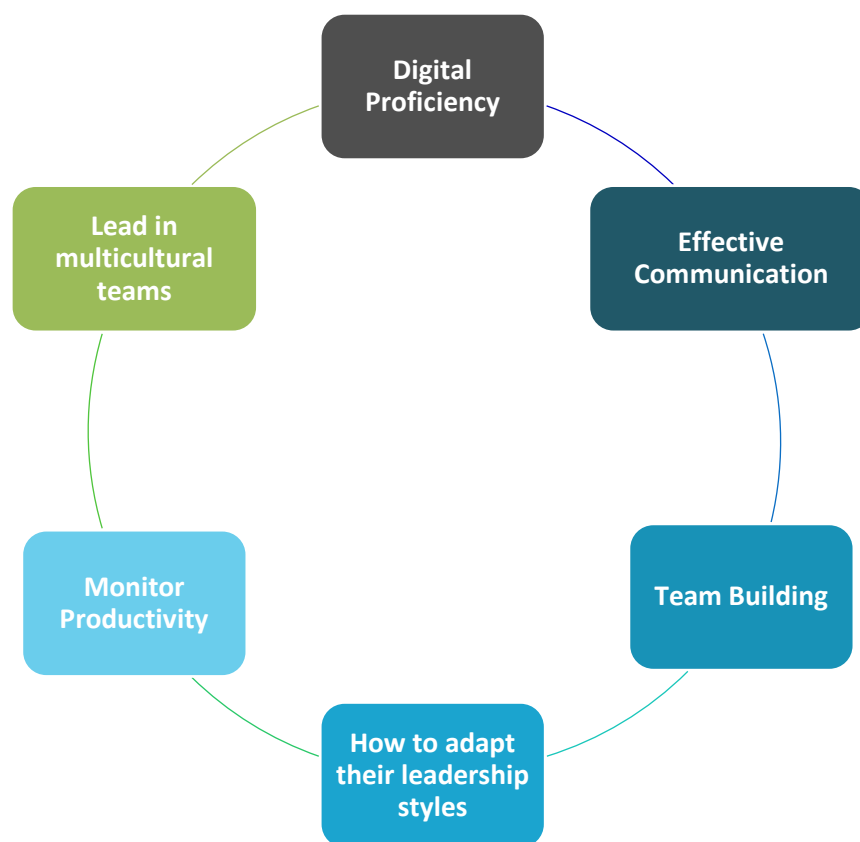 Digital
Proficiency
Effective
Communication
Team Building
How to adapt
their leadership
styles
Monitor
Productivity
Lead in
multicultural
teams